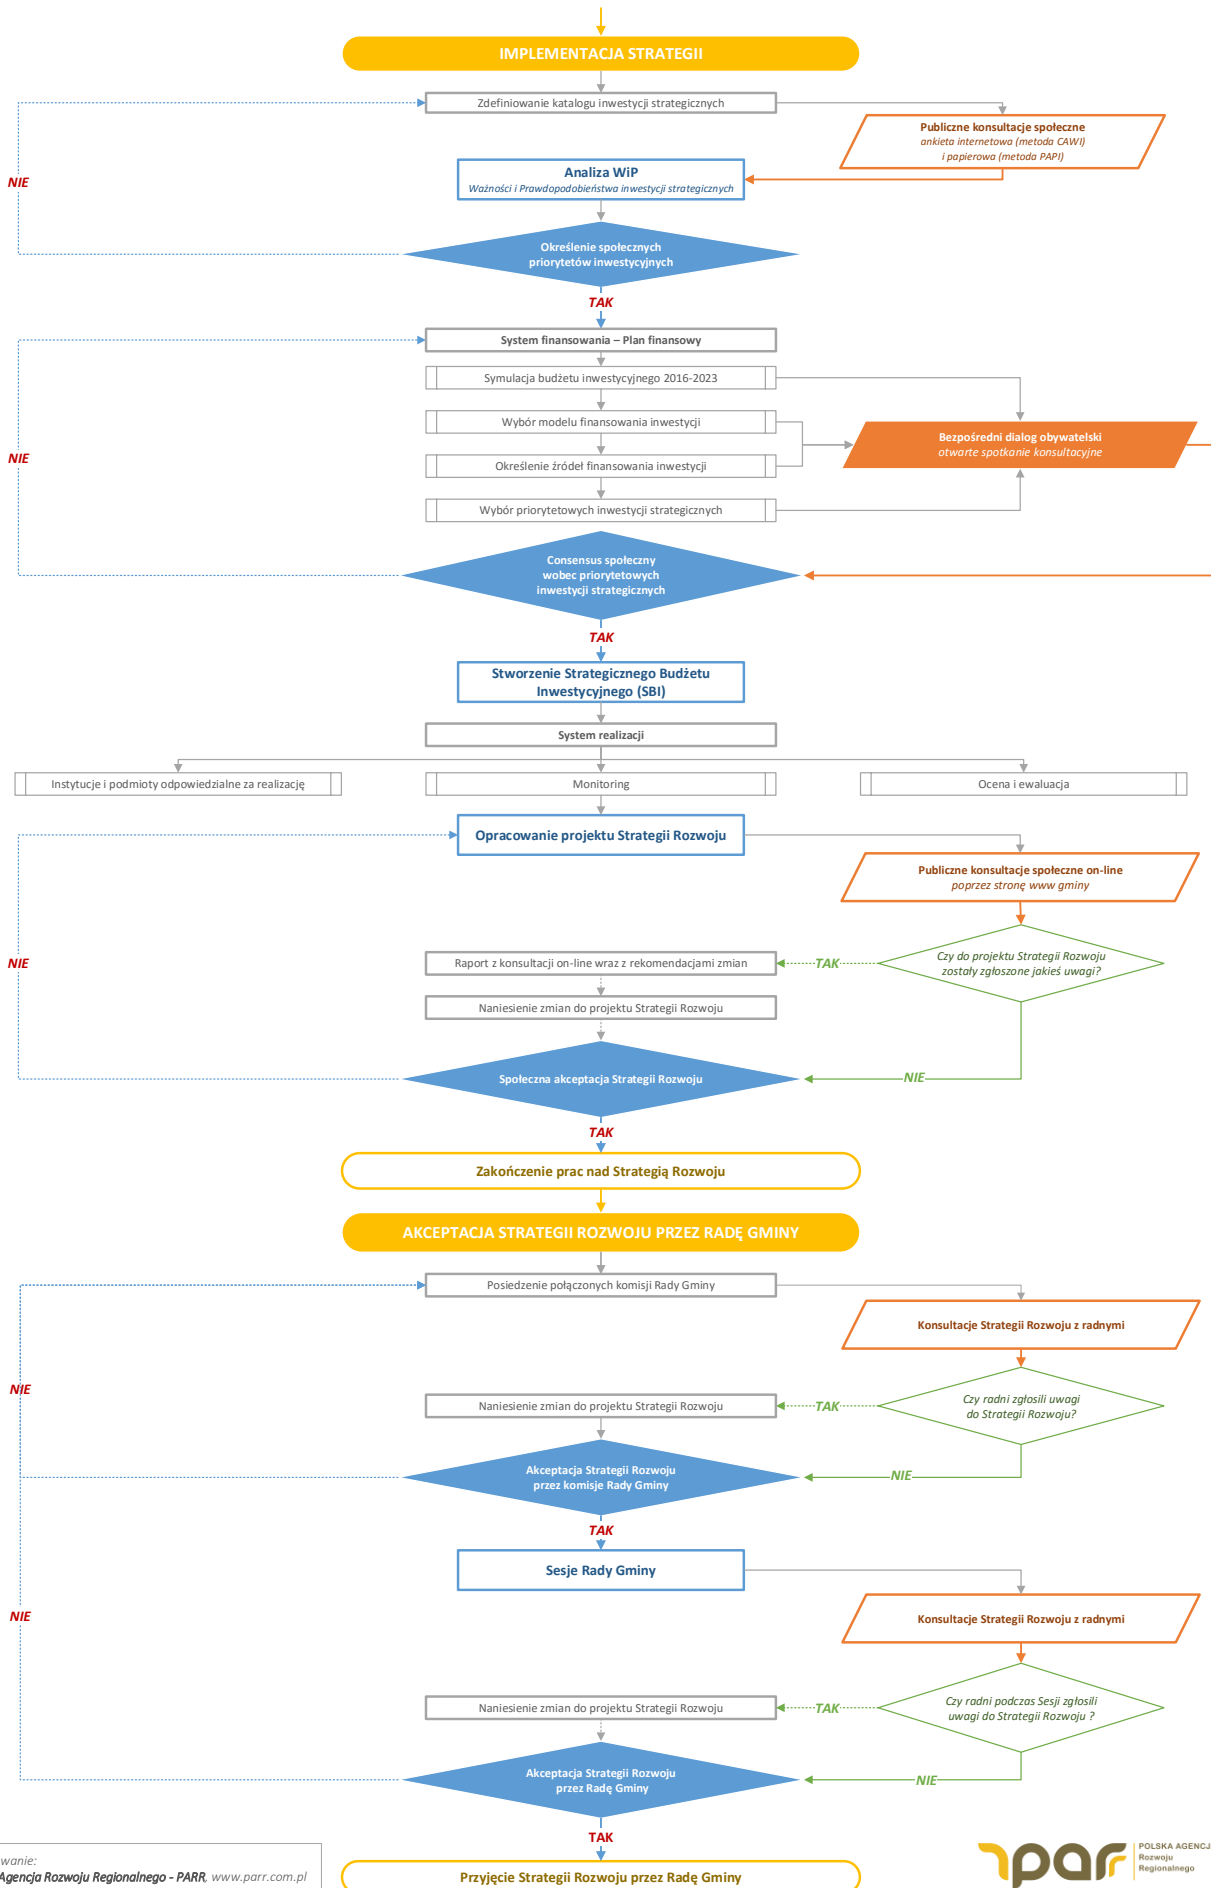 IMPLEMENTACJA STRATEGII
Zdefiniowanie katalogu inwestycji strategicznych
Publiczne konsultacje społeczne
ankieta internetowa (metoda CAWI)
i papierowa (metoda PAPI)
NIE
Analiza WiP
Ważności i Prawdopodobieństwa inwestycji strategicznych
Określenie społecznych
priorytetów inwestycyjnych
TAK
System finansowania – Plan finansowy
Symulacja budżetu inwestycyjnego 2016-2023
Wybór modelu finansowania inwestycji
Bezpośredni dialog obywatelski
otwarte spotkanie konsultacyjne
NIE
Określenie źródeł finansowania inwestycji
Wybór priorytetowych inwestycji strategicznych
Consensus społeczny
wobec priorytetowych
inwestycji strategicznych
TAK
Stworzenie Strategicznego Budżetu
Inwestycyjnego (SBI)
System realizacji
Instytucje i podmioty odpowiedzialne za realizację
Monitoring
Ocena i ewaluacja
Opracowanie projektu Strategii Rozwoju
Publiczne konsultacje społeczne on-line
poprzez stronę www gminy
NIE
Raport z konsultacji on-line wraz z rekomendacjami zmian
TAK
Czy do projektu Strategii Rozwoju
zostały zgłoszone jakieś uwagi?
Naniesienie zmian do projektu Strategii Rozwoju
Społeczna akceptacja Strategii Rozwoju
NIE
TAK
Zakończenie prac nad Strategią Rozwoju
AKCEPTACJA STRATEGII ROZWOJU PRZEZ RADĘ GMINY
Posiedzenie połączonych komisji Rady Gminy
Konsultacje Strategii Rozwoju z radnymi
NIE
Naniesienie zmian do projektu Strategii Rozwoju
TAK
Czy radni zgłosili uwagi
do Strategii Rozwoju?
Akceptacja Strategii Rozwoju
przez komisje Rady Gminy
NIE
TAK
Sesje Rady Gminy
NIE
Konsultacje Strategii Rozwoju z radnymi
Naniesienie zmian do projektu Strategii Rozwoju
TAK
Czy radni podczas Sesji zgłosili
uwagi do Strategii Rozwoju ?
Akceptacja Strategii Rozwoju
przez Radę Gminy
NIE
TAK
Przyjęcie Strategii Rozwoju przez Radę Gminy
wanie:
Agencja Rozwoju Regionalnego - PARR, www.parr.com.pl
parr
POLSKA AGENCJ
Rozwoju
Regionalnego